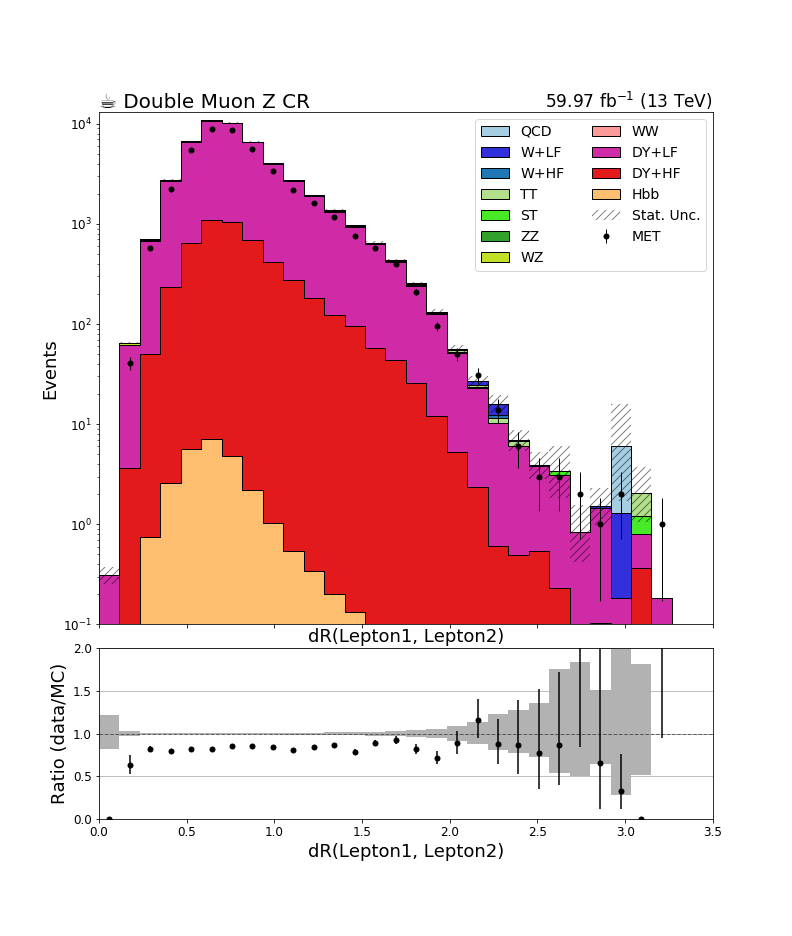 ☕ Double Muon Z CR
59.97 fb⁻¹ (13 TeV)
QCD
W+LF
W+HF
TT
ST
ZZ
WZ
WW
DY+LF
DY+HF
Hbb
Stat. Unc.
MET
Events
10⁴
10³
10²
10¹
10⁰
10⁻¹
dR(Lepton1, Lepton2)
Ratio (data/MC)
2.0
1.5
1.0
0.5
0.0
0.0 0.5 1.0 1.5 2.0 2.5 3.0 3.5
dR(Lepton1, Lepton2)